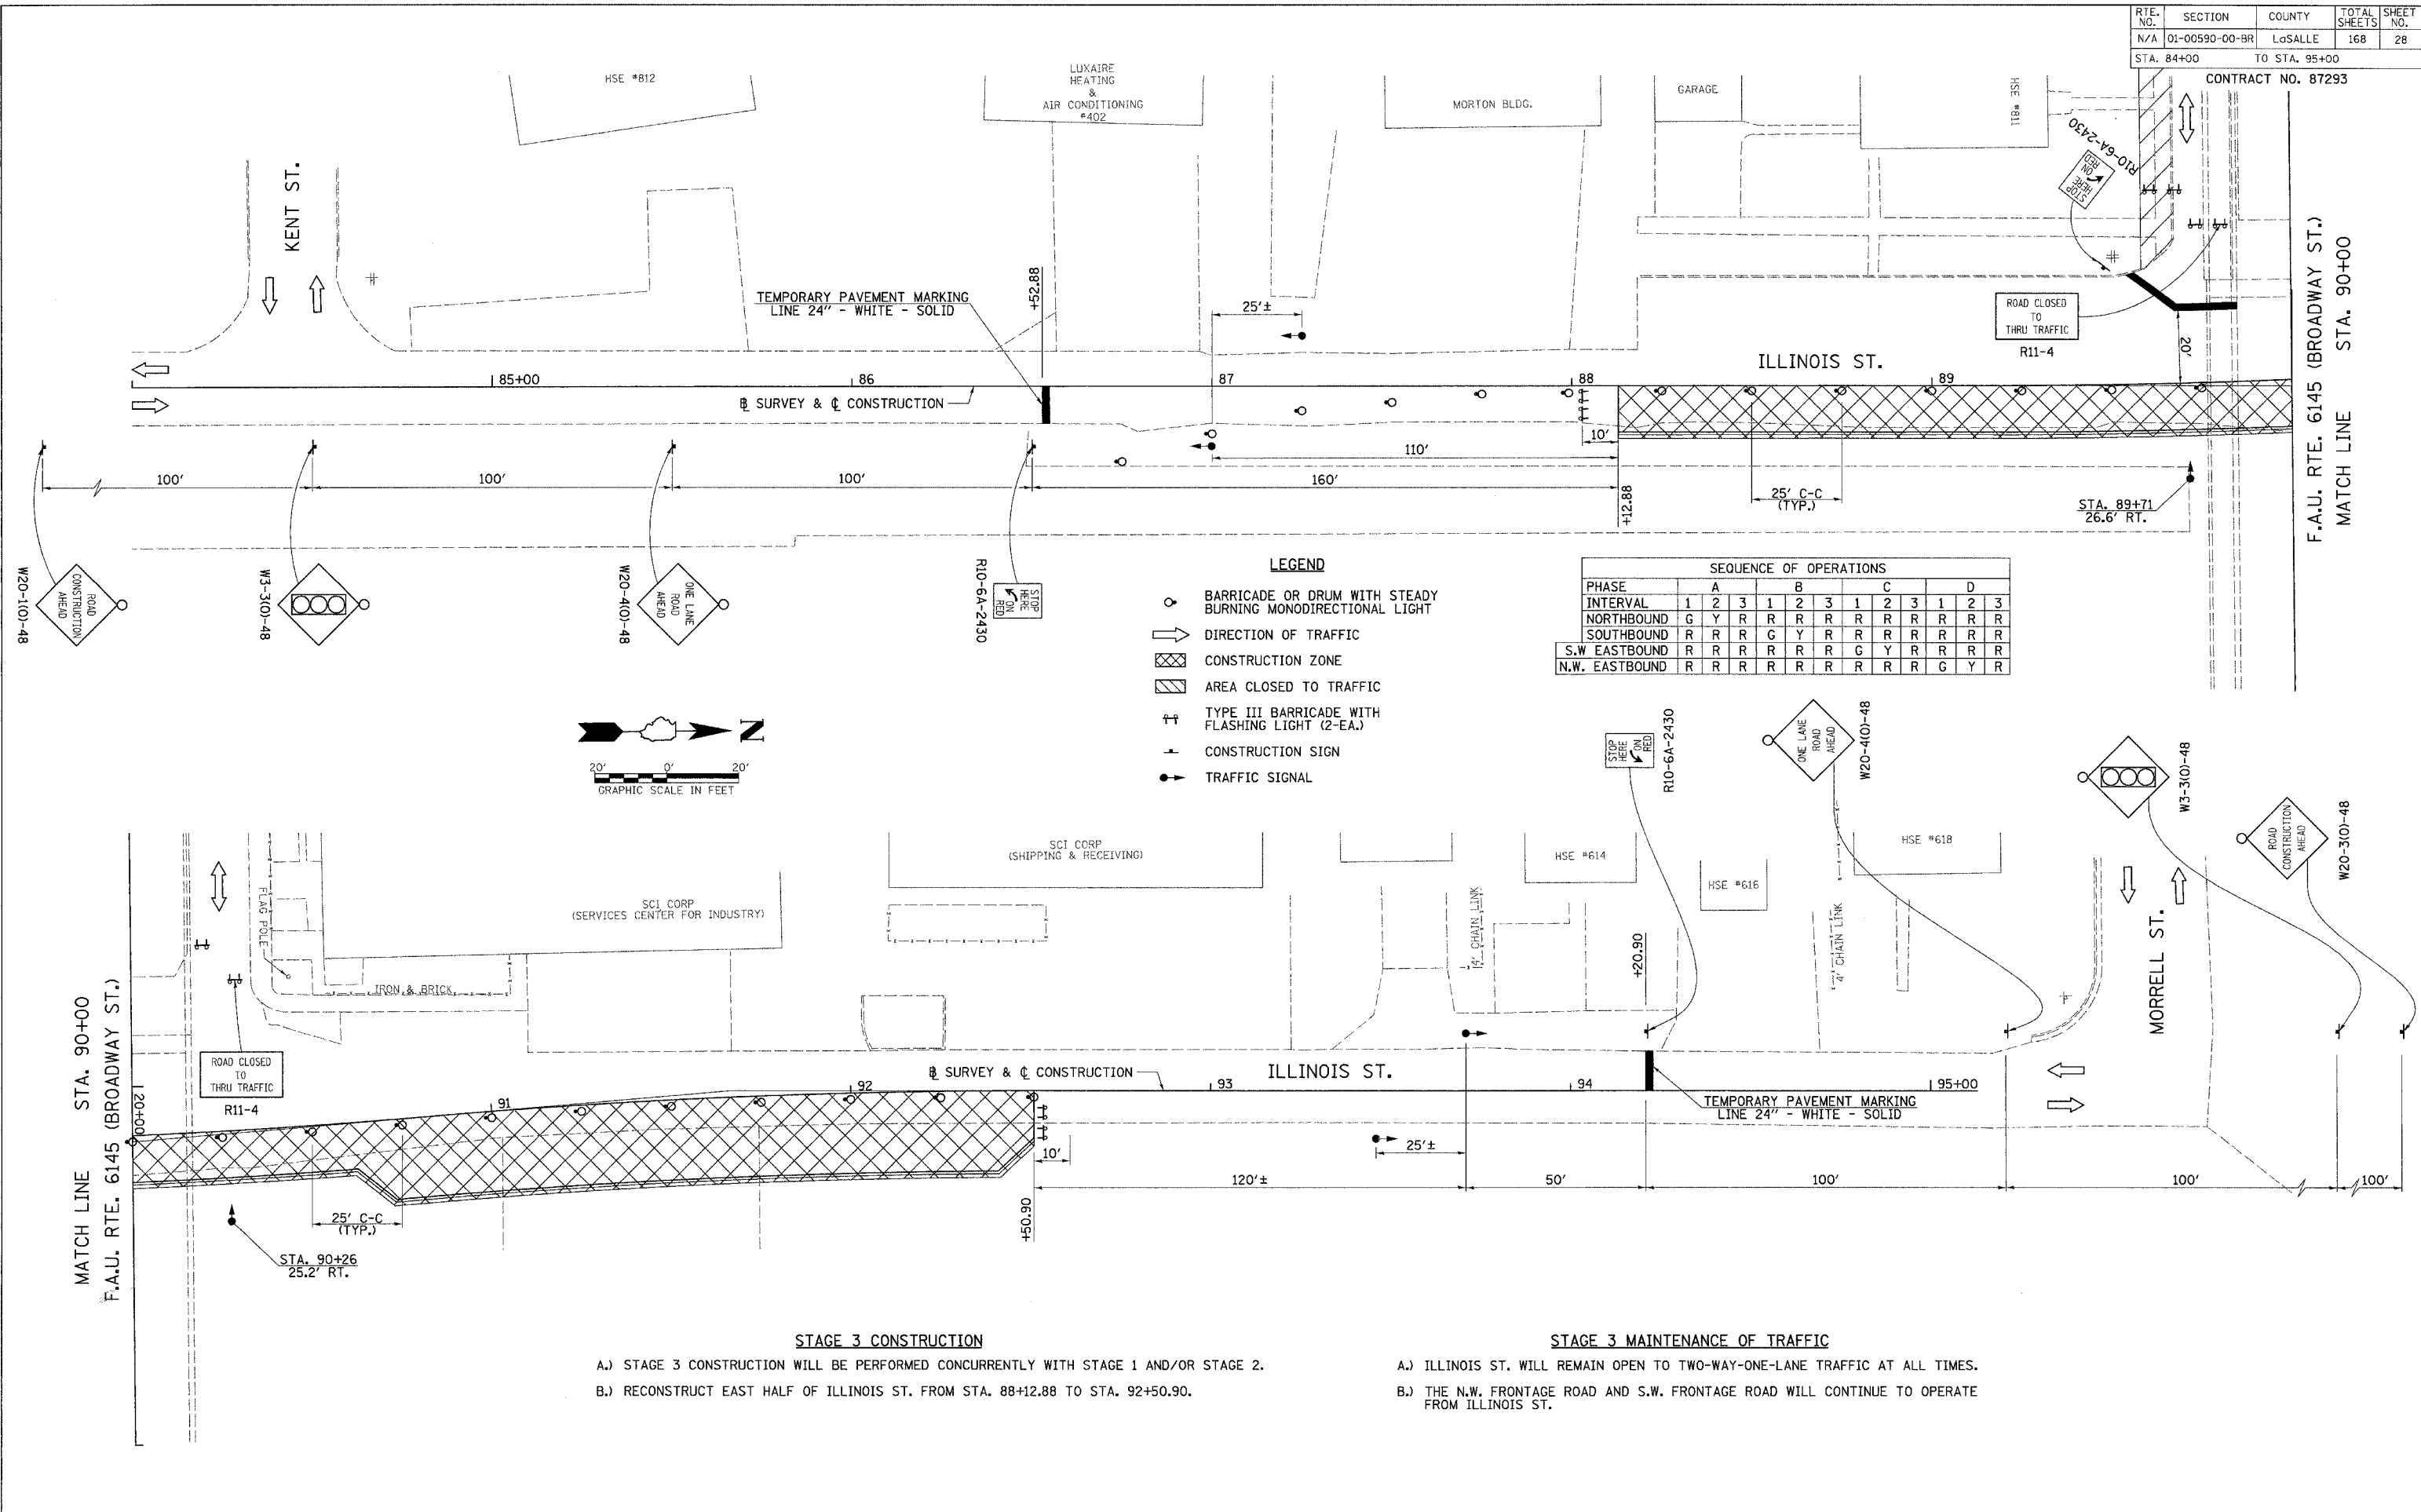 RTE. NO. SECTION COUNTY TOTAL SHEETS SHEET NO.
N/A 01-00590-00-BR LaSALLE 168 28
STA. 84+00 TO STA. 95+00
CONTRACT NO. 87293
HSE #812
LUXAIRE
HEATING
&
AIR CONDITIONING
#402
MORTON BLDG.
GARAGE
HSE #811
R10-6A-2430
STOP
HERE
ON
RED
KENT ST.
TEMPORARY PAVEMENT MARKING
LINE 24" - WHITE - SOLID
+52.88
25'±
ROAD CLOSED
TO
THRU TRAFFIC
R11-4
20'
F.A.U. RTE. 6145 (BROADWAY ST.)
MATCH LINE STA. 90+00
ILLINOIS ST.
85+00
86
87
88
89
℄ SURVEY & ℄ CONSTRUCTION
10'
110'
100'
100'
100'
160'
+12.88
25' C-C
(TYP.)
STA. 89+71
26.6' RT.
W20-1(O)-48
ROAD
CONSTRUCTION
AHEAD
W3-3(O)-48
W20-4(O)-48
ONE LANE
ROAD
AHEAD
R10-6A-2430
STOP
HERE
ON
RED
LEGEND
BARRICADE OR DRUM WITH STEADY
BURNING MONODIRECTIONAL LIGHT
DIRECTION OF TRAFFIC
CONSTRUCTION ZONE
AREA CLOSED TO TRAFFIC
TYPE III BARRICADE WITH
FLASHING LIGHT (2-EA.)
CONSTRUCTION SIGN
TRAFFIC SIGNAL
SEQUENCE OF OPERATIONS
PHASE A B C D
INTERVAL 1 2 3 1 2 3 1 2 3 1 2 3
NORTHBOUND G Y R R R R R R R R R R
SOUTHBOUND R R R G Y R R R R R R R
S.W EASTBOUND R R R R R R G Y R R R R
N.W. EASTBOUND R R R R R R R R R G Y R
N
20' 0' 20'
GRAPHIC SCALE IN FEET
STOP
HERE
ON
RED
R10-6A-2430
ONE LANE
ROAD
AHEAD
W20-4(O)-48
W3-3(O)-48
ROAD
CONSTRUCTION
AHEAD
W20-3(O)-48
FLAG POLE
SCI CORP
(SERVICES CENTER FOR INDUSTRY)
SCI CORP
(SHIPPING & RECEIVING)
IRON & BRICK
4' CHAIN LINK
HSE #614
HSE #616
4' CHAIN LINK
HSE #618
MORRELL ST.
+20.90
MATCH LINE STA. 90+00
F.A.U. RTE. 6145 (BROADWAY ST.)
ROAD CLOSED
TO
THRU TRAFFIC
R11-4
20+00
91
92
93
94
95+00
℄ SURVEY & ℄ CONSTRUCTION
ILLINOIS ST.
TEMPORARY PAVEMENT MARKING
LINE 24" - WHITE - SOLID
25'±
10'
120'±
50'
100'
100'
100'
+50.90
25' C-C
(TYP.)
STA. 90+26
25.2' RT.
STAGE 3 CONSTRUCTION
A.) STAGE 3 CONSTRUCTION WILL BE PERFORMED CONCURRENTLY WITH STAGE 1 AND/OR STAGE 2.
B.) RECONSTRUCT EAST HALF OF ILLINOIS ST. FROM STA. 88+12.88 TO STA. 92+50.90.
STAGE 3 MAINTENANCE OF TRAFFIC
A.) ILLINOIS ST. WILL REMAIN OPEN TO TWO-WAY-ONE-LANE TRAFFIC AT ALL TIMES.
B.) THE N.W. FRONTAGE ROAD AND S.W. FRONTAGE ROAD WILL CONTINUE TO OPERATE
FROM ILLINOIS ST.